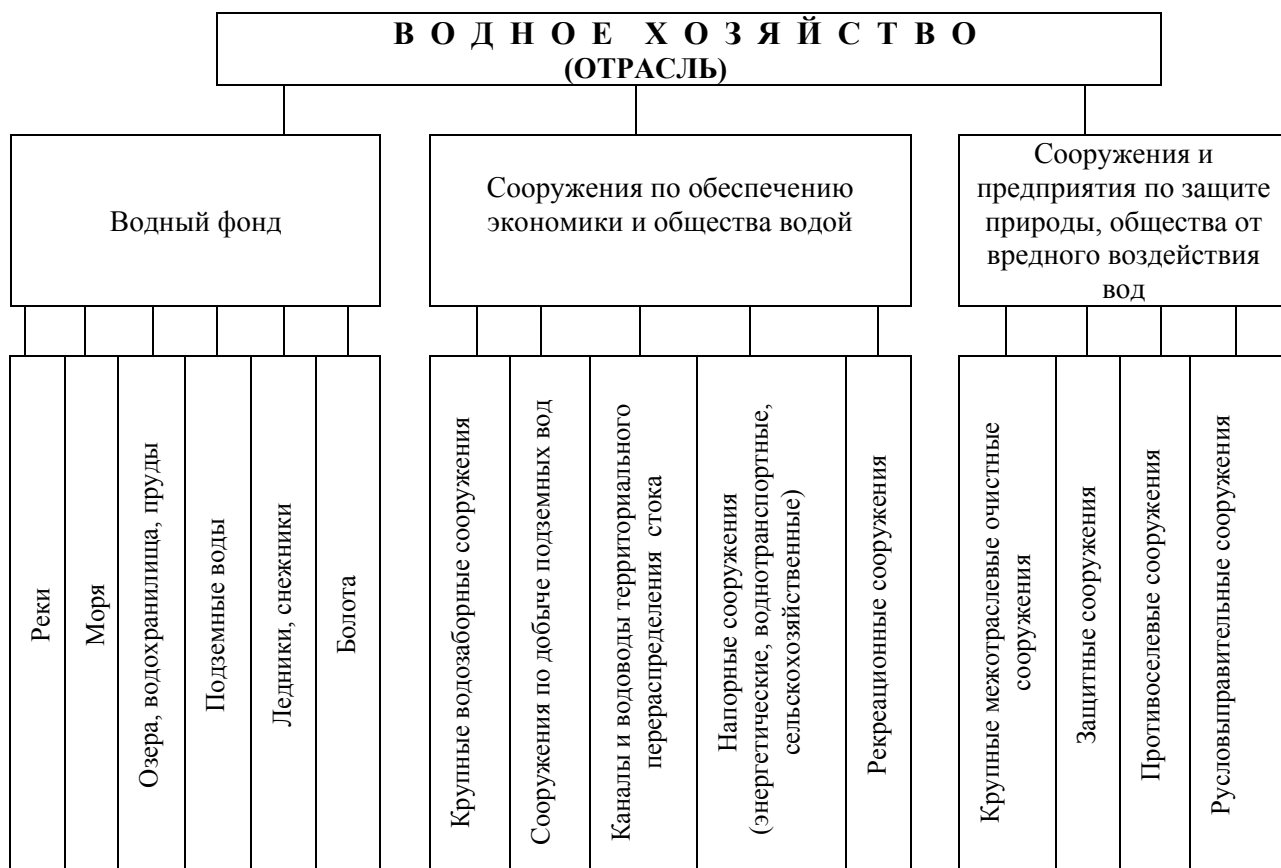 В О Д Н О Е Х О З Я Й С Т В О
(ОТРАСЛЬ)
Водный фонд
Сооружения по обеспечению
экономики и общества водой
Сооружения и
предприятия по защите
природы, общества от
вредного воздействия
вод
Реки
Моря
Озера, водохранилища, пруды
Подземные воды
Ледники, снежники
Болота
Крупные водозаборные сооружения
Сооружения по добыче подземных вод
Каналы и водоводы территориального
перераспределения стока
Напорные сооружения
(энергетические, воднотранспортные,
сельскохозяйственные)
Рекреационные сооружения
Крупные межотраслевые очистные
сооружения
Защитные сооружения
Противоселевые сооружения
Русловыправительные сооружения